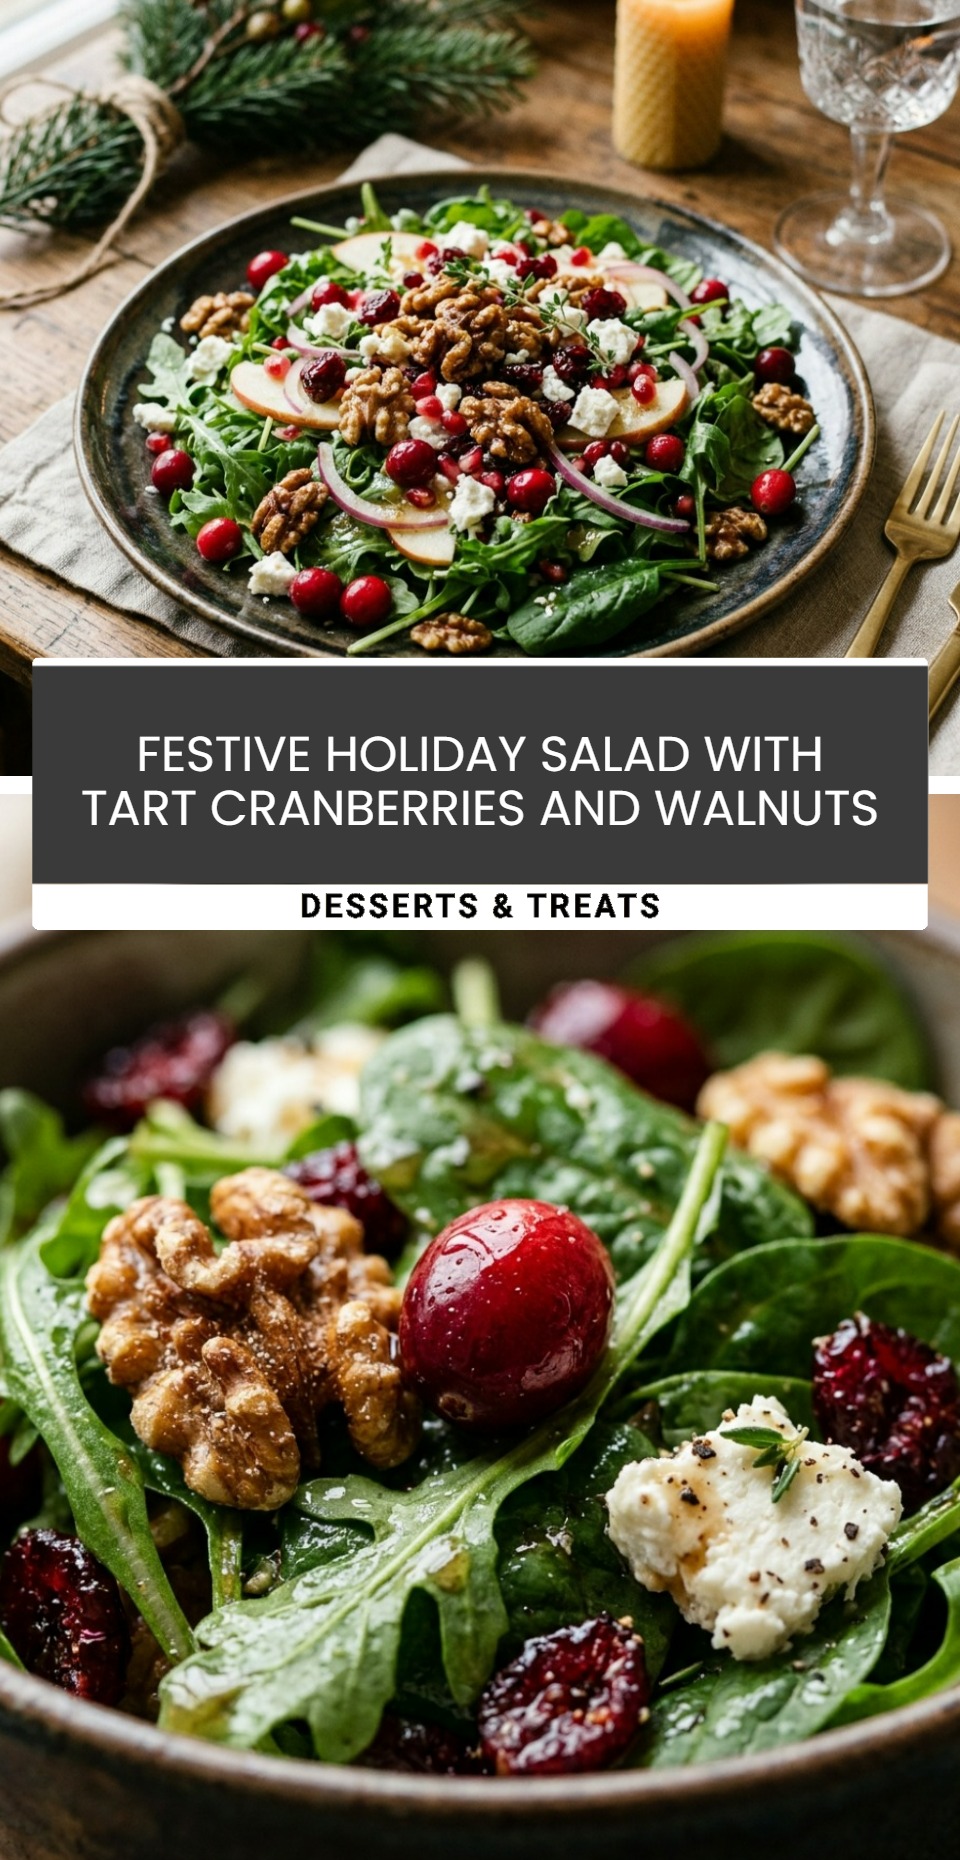 FESTIVE HOLIDAY SALAD WITH
TART CRANBERRIES AND WALNUTS
DESSERTS & TREATS